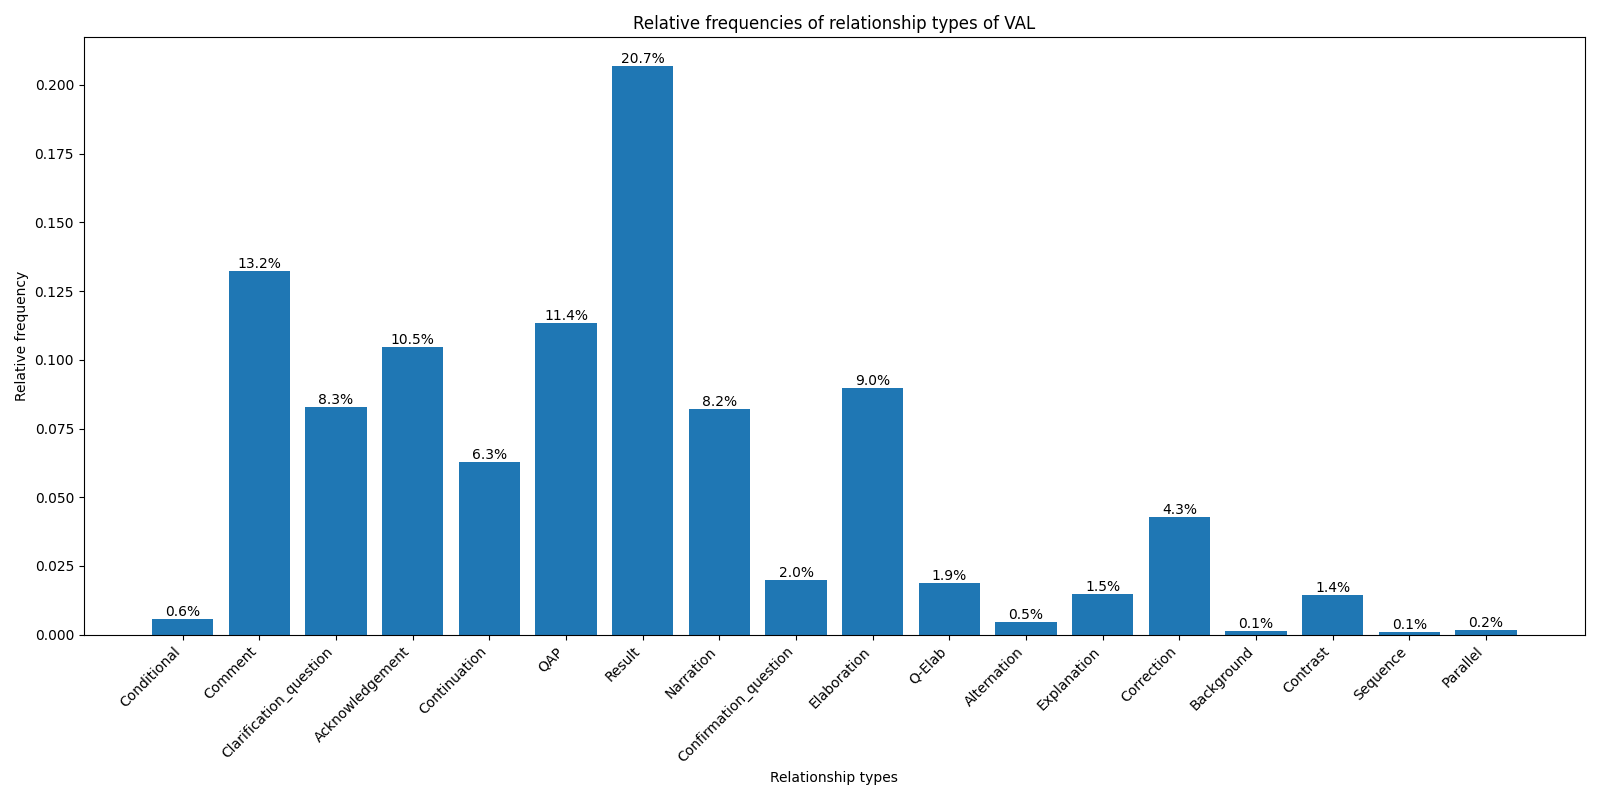 Relative frequencies of relationship types of VAL
Relative frequency
0.200
0.175
0.150
0.125
0.100
0.075
0.050
0.025
0.000
0.6%
13.2%
8.3%
10.5%
6.3%
11.4%
20.7%
8.2%
2.0%
9.0%
1.9%
0.5%
1.5%
4.3%
0.1%
1.4%
0.1%
0.2%
Conditional
Comment
Clarification_question
Acknowledgement
Continuation
QAP
Result
Narration
Confirmation_question
Elaboration
Q-Elab
Alternation
Explanation
Correction
Background
Contrast
Sequence
Parallel
Relationship types